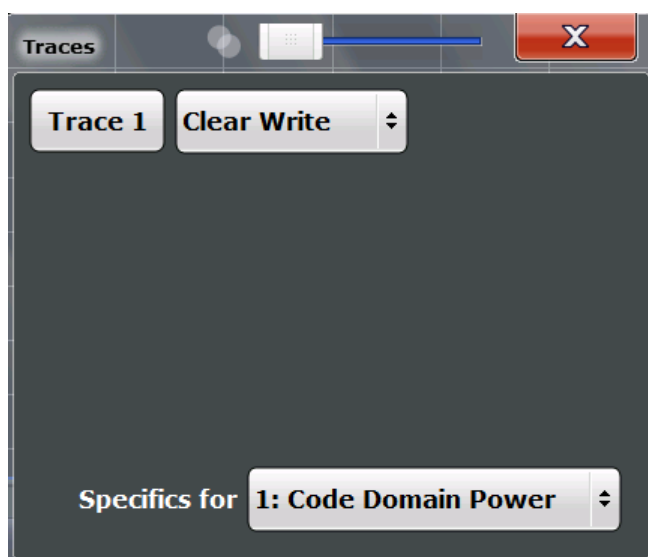 Traces
X
Trace 1 Clear Write
Specifics for 1: Code Domain Power